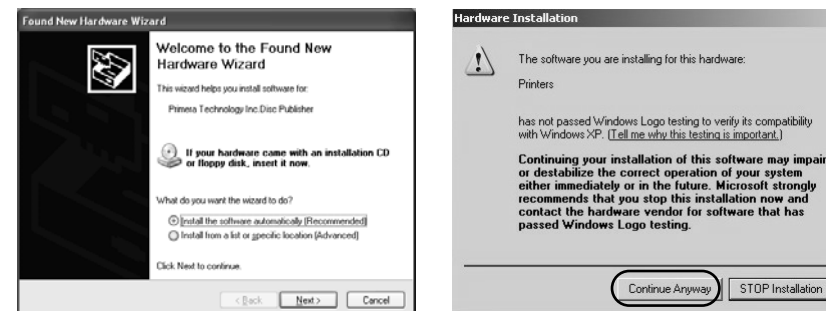 Found New Hardware Wizard
Welcome to the Found New
Hardware Wizard
This wizard helps you install software for:
Primera Technology Inc.Disc Publisher
If your hardware came with an installation CD
or floppy disk, insert it now.
What do you want the wizard to do?
Install the software automatically (Recommended)
Install from a list or specific location (Advanced)
Click Next to continue.
< Back Next > Cancel
Hardware Installation
The software you are installing for this hardware:
Printers
has not passed Windows Logo testing to verify its compatibility
with Windows XP. (Tell me why this testing is important.)
Continuing your installation of this software may impair
or destabilize the correct operation of your system
either immediately or in the future. Microsoft strongly
recommends that you stop this installation now and
contact the hardware vendor for software that has
passed Windows Logo testing.
Continue Anyway STOP Installation